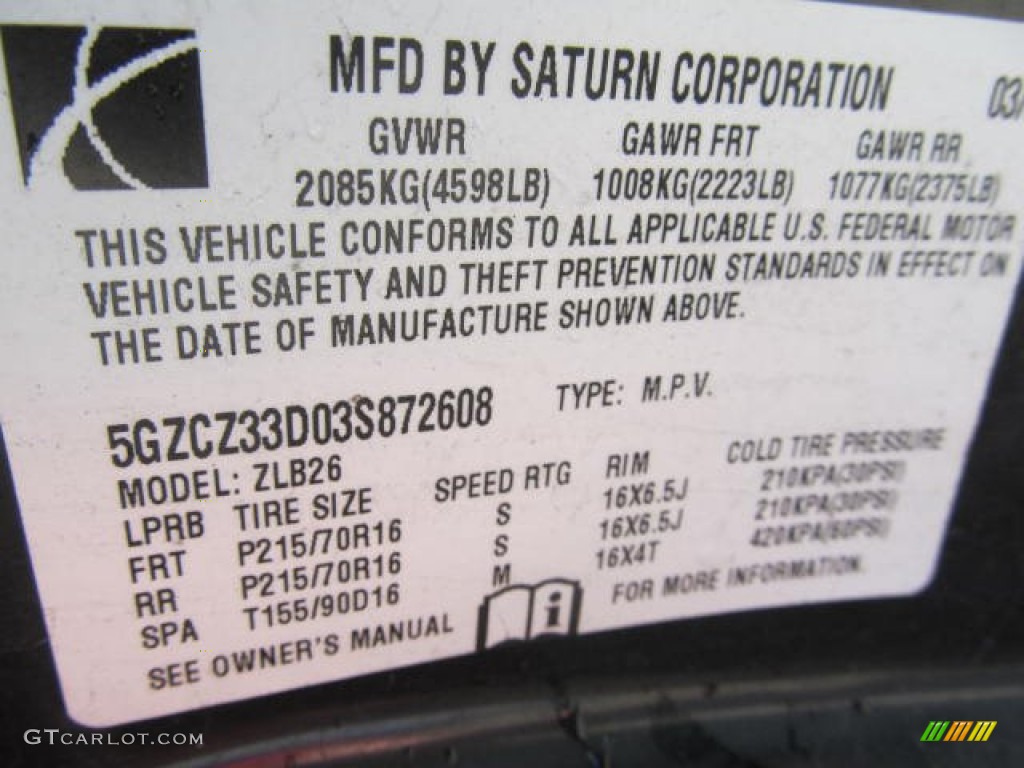 MFD BY SATURN CORPORATION 03/
GVWR GAWR FRT GAWR RR
2085KG(4598LB) 1008KG(2223LB) 1077KG(2375LB)
THIS VEHICLE CONFORMS TO ALL APPLICABLE U.S. FEDERAL MOTOR
VEHICLE SAFETY AND THEFT PREVENTION STANDARDS IN EFFECT ON
THE DATE OF MANUFACTURE SHOWN ABOVE.
5GZCZ33D03S872608 TYPE: M.P.V.
MODEL: ZLB26
LPRB TIRE SIZE SPEED RTG RIM COLD TIRE PRESSURE
FRT P215/70R16 S 16X6.5J 210KPA(30PSI)
RR P215/70R16 S 16X6.5J 210KPA(30PSI)
SPA T155/90D16 M 16X4T 420KPA(60PSI)
SEE OWNER'S MANUAL i FOR MORE INFORMATION.
GTCARLOT.COM